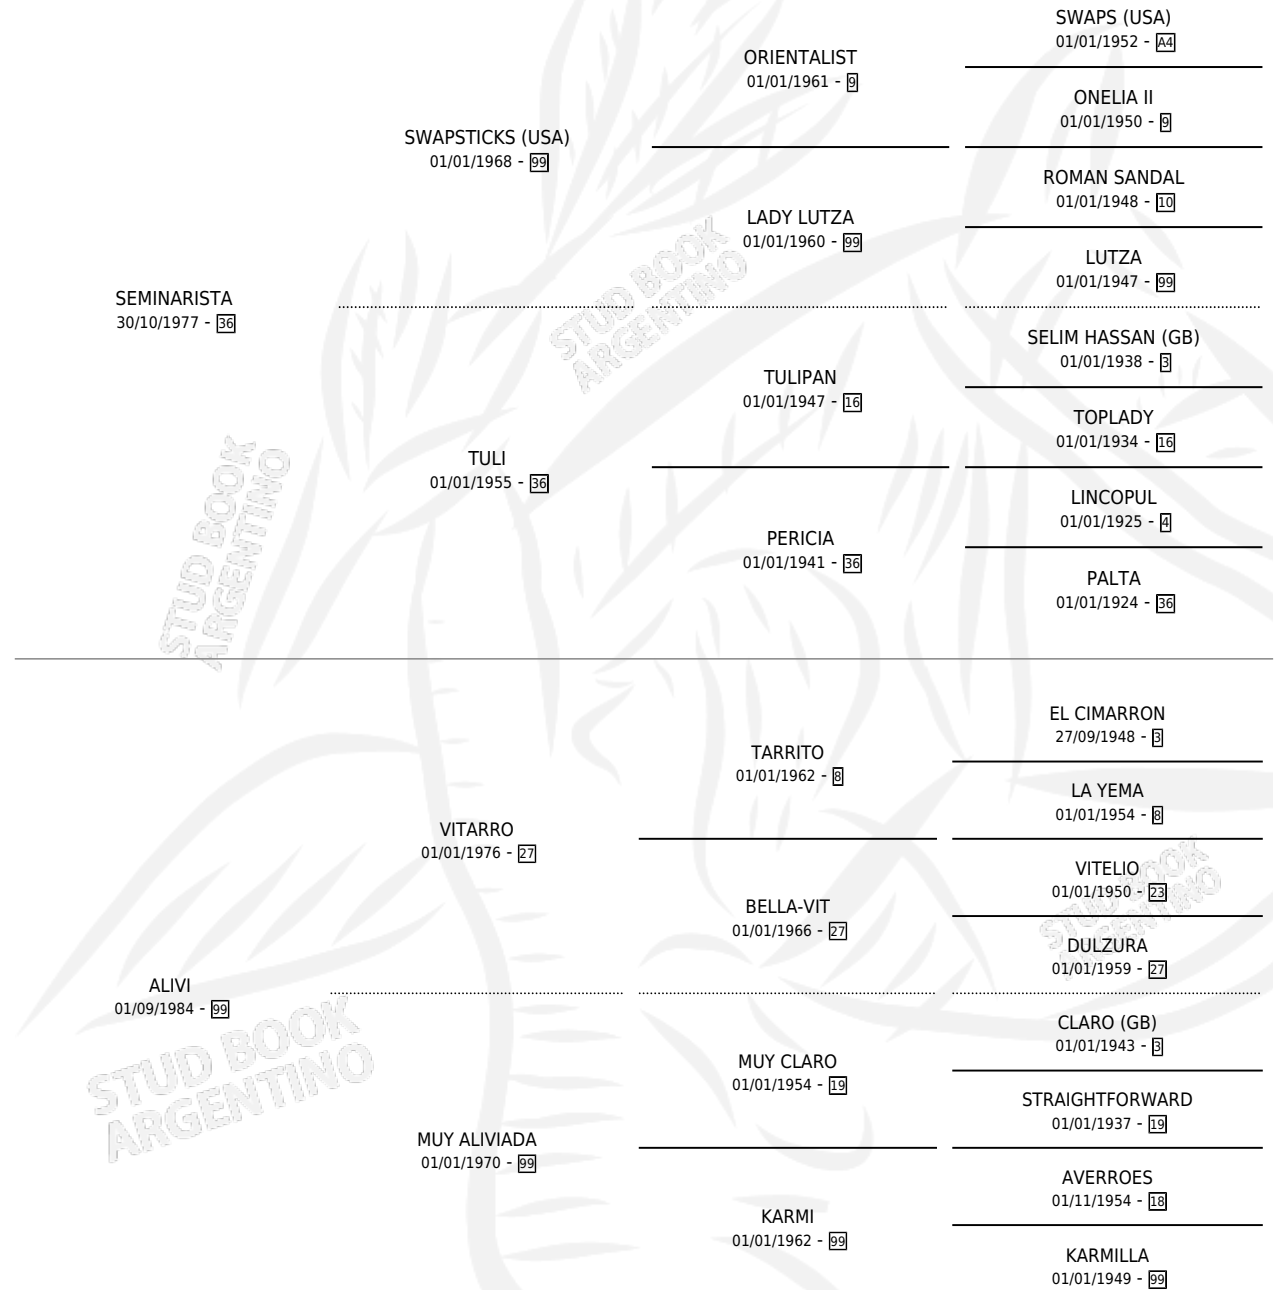 SWAPS (USA)
01/01/1952 - A4
ORIENTALIST
01/01/1961 - 9
ONELIA II
01/01/1950 - 9
SWAPSTICKS (USA)
01/01/1968 - 99
ROMAN SANDAL
01/01/1948 - 10
LADY LUTZA
01/01/1960 - 99
LUTZA
01/01/1947 - 99
SEMINARISTA
30/10/1977 - 36
SELIM HASSAN (GB)
01/01/1938 - 3
TULIPAN
01/01/1947 - 16
TOPLADY
01/01/1934 - 16
TULI
01/01/1955 - 36
LINCOPUL
01/01/1925 - 4
PERICIA
01/01/1941 - 36
PALTA
01/01/1924 - 36
EL CIMARRON
27/09/1948 - 3
TARRITO
01/01/1962 - 8
LA YEMA
01/01/1954 - 8
VITARRO
01/01/1976 - 27
VITELIO
01/01/1950 - 23
BELLA-VIT
01/01/1966 - 27
DULZURA
01/01/1959 - 27
ALIVI
01/09/1984 - 99
CLARO (GB)
01/01/1943 - 3
MUY CLARO
01/01/1954 - 19
STRAIGHTFORWARD
01/01/1937 - 19
MUY ALIVIADA
01/01/1970 - 99
AVERROES
01/11/1954 - 18
KARMI
01/01/1962 - 99
KARMILLA
01/01/1949 - 99
STUD BOOK
ARGENTINO
STUD BOOK
ARGENTINO
STUD BOOK
ARGENTINO
STUD BOOK
ARGENTINO